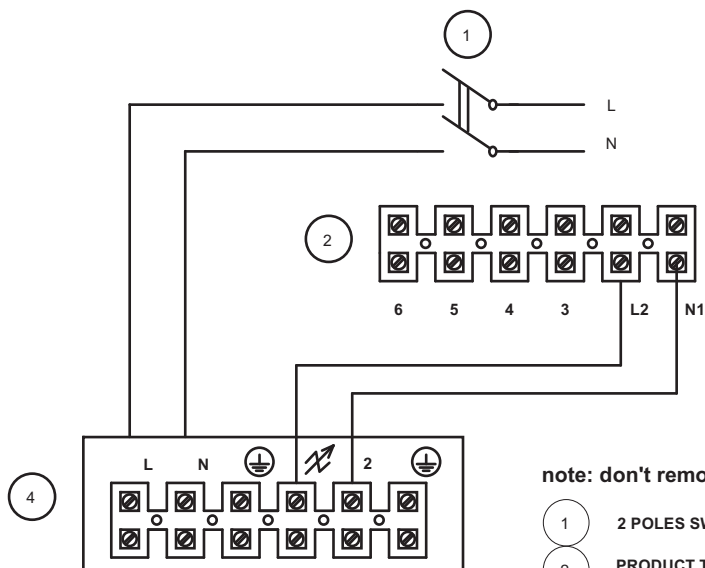 1
L
N
2
6 5 4 3 L2 N1
L N 2
4
note: don't remo
1 2 POLES SW
PRODUCT T